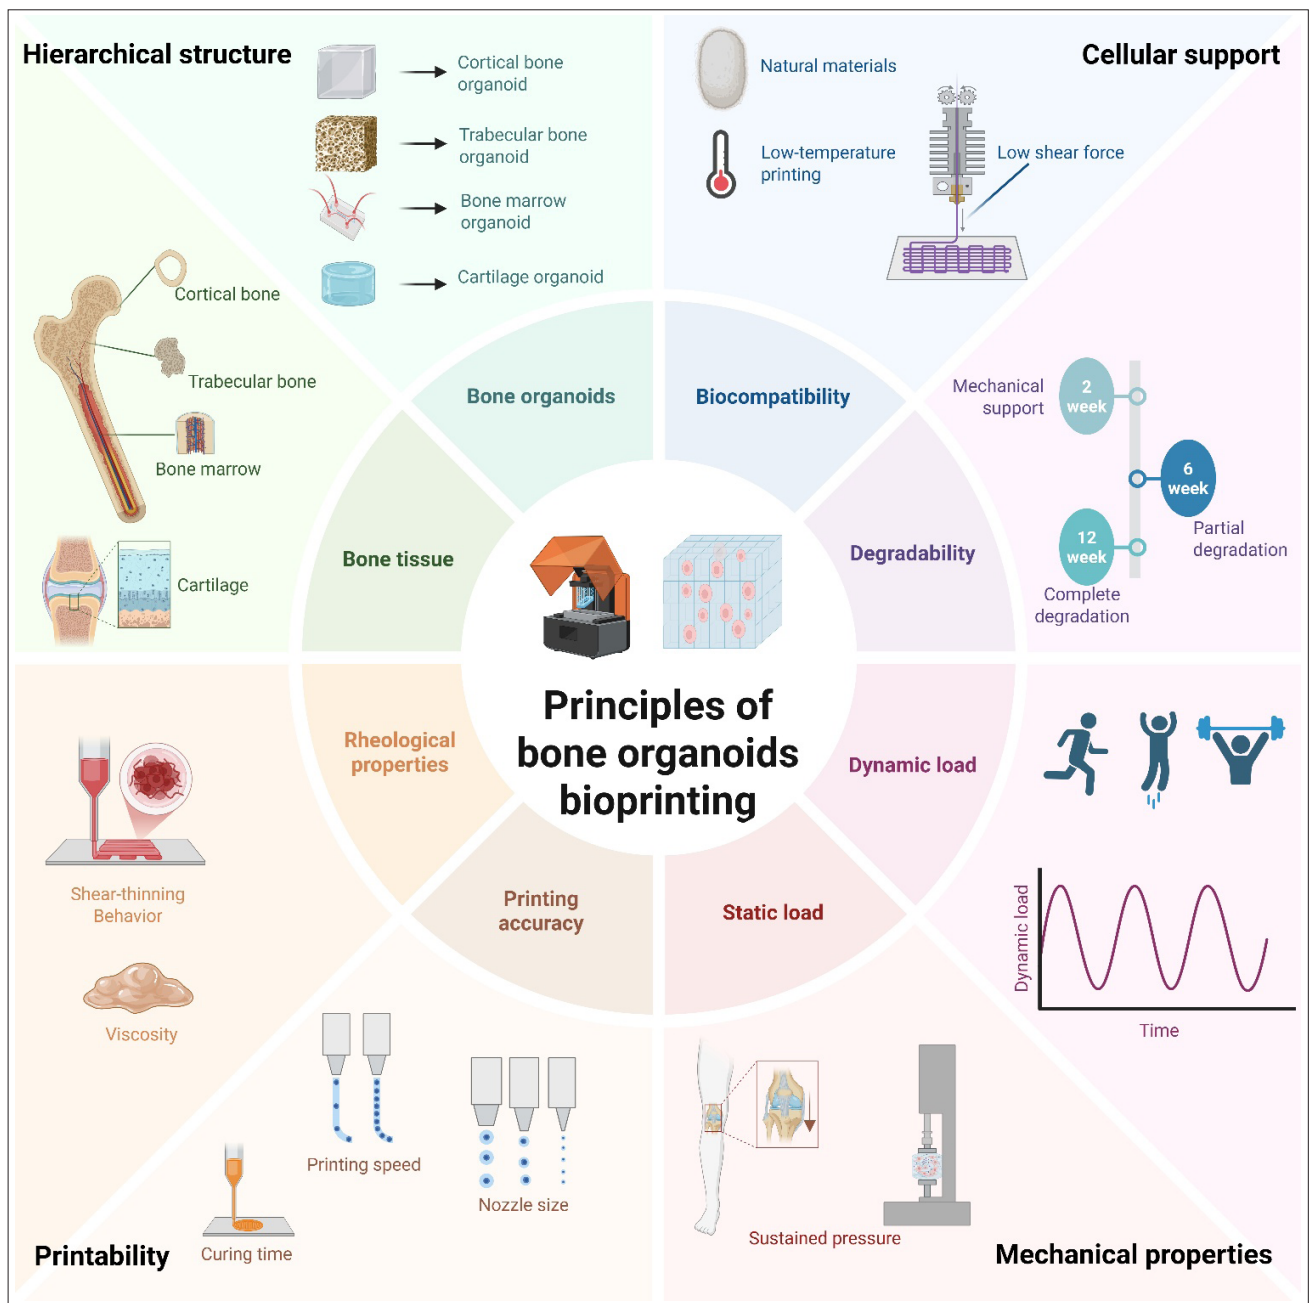 Hierarchical structure
Cortical bone
organoid
Trabecular bone
organoid
Bone marrow
organoid
Cartilage organoid
Cellular support
Natural materials
Low-temperature
printing
Low shear force
Cortical bone
Trabecular bone
Bone marrow
Cartilage
Bone organoids
Biocompatibility
Bone tissue
Degradability
Mechanical
support
2
week
6
week
Partial
degradation
12
week
Complete
degradation
Principles of
bone organoids
bioprinting
Rheological
properties
Dynamic load
Printing
accuracy
Static load
Shear-thinning
Behavior
Viscosity
Printing speed
Nozzle size
Curing time
Printability
Dynamic load
Time
Sustained pressure
Mechanical properties